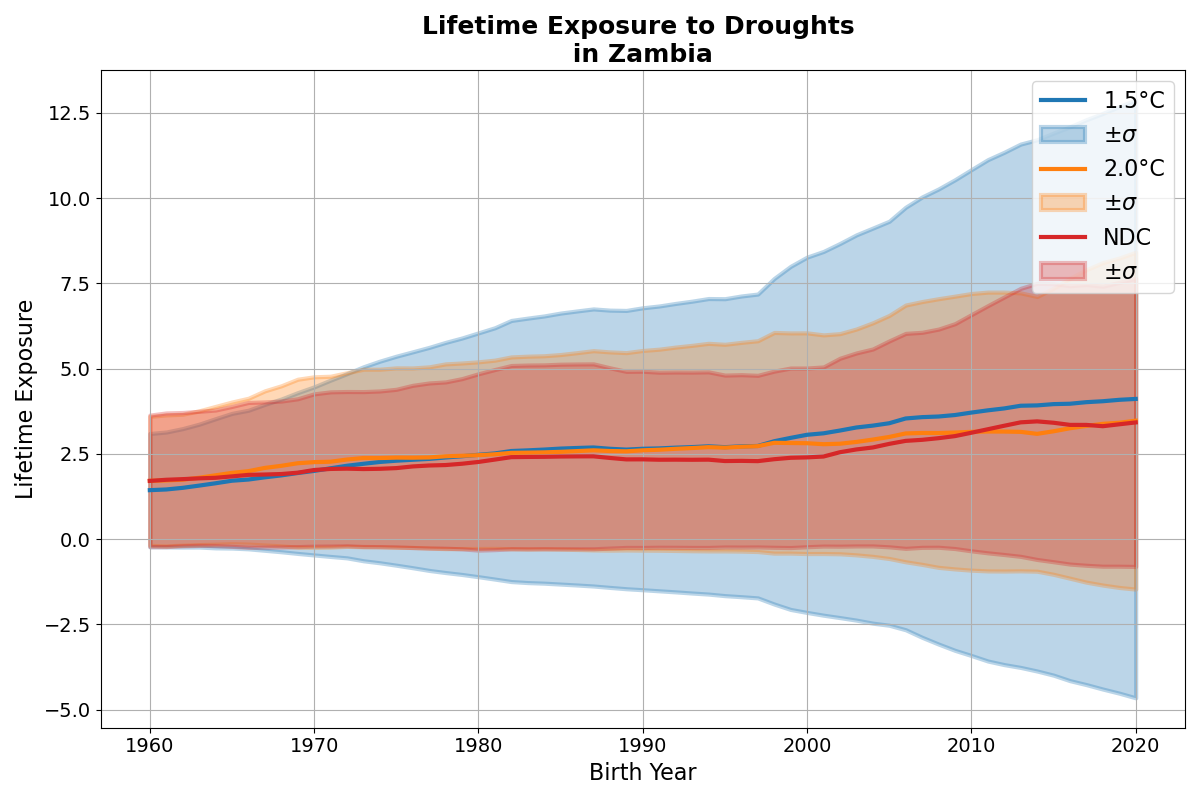 Lifetime Exposure to Droughts
in Zambia
12.5
10.0
7.5
5.0
2.5
0.0
−2.5
−5.0
Lifetime Exposure
1960
1970
1980
1990
2000
2010
2020
Birth Year
1.5°C
±σ
2.0°C
±σ
NDC
±σ